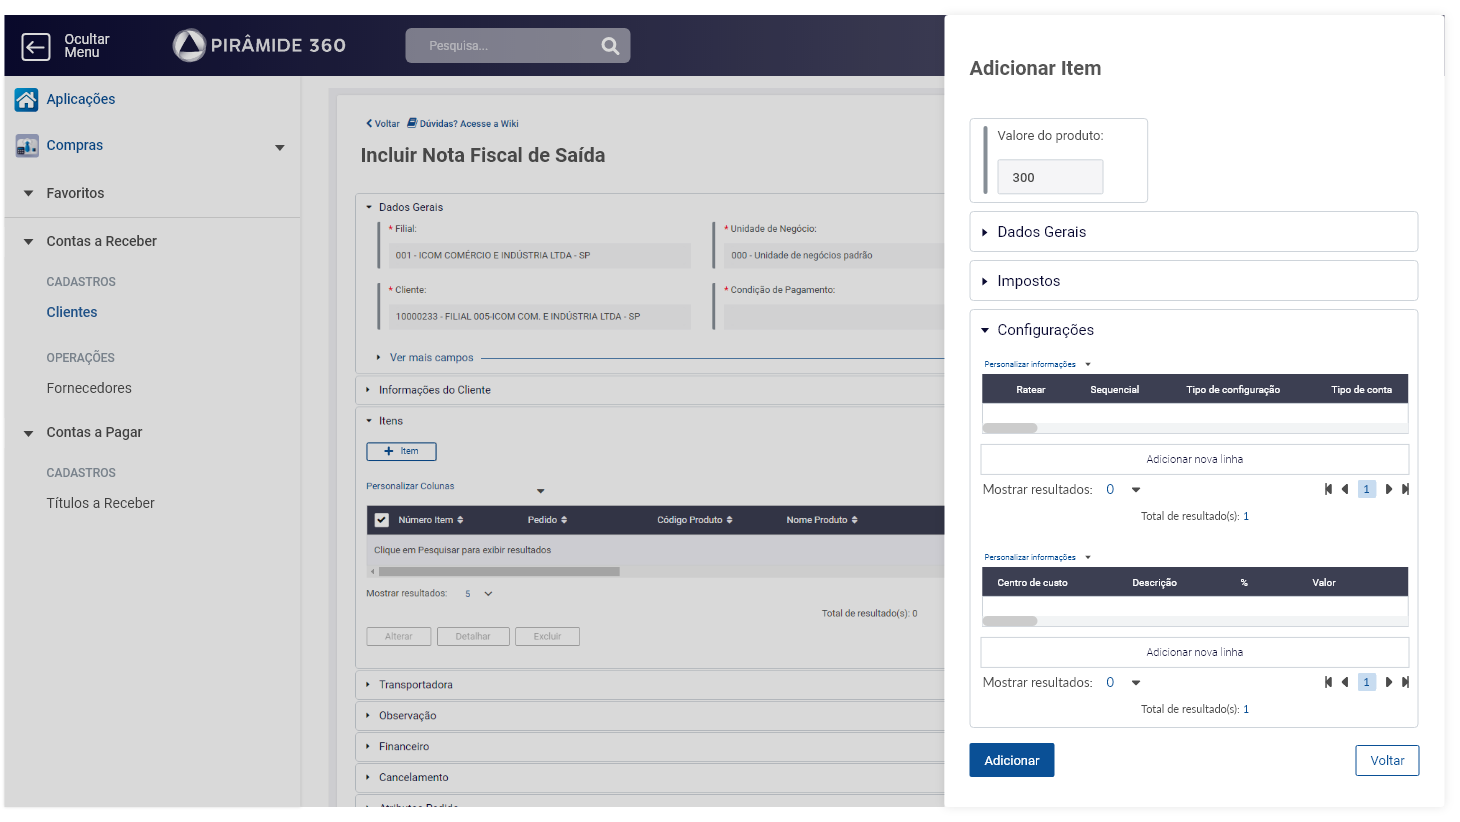 Ocultar
Menu
PIRÂMIDE 360
Pesquisa...
Aplicações
Compras
Favoritos
Contas a Receber
CADASTROS
Clientes
OPERAÇÕES
Fornecedores
Contas a Pagar
CADASTROS
Títulos a Receber
Voltar Dúvidas? Acesse a Wiki
Incluir Nota Fiscal de Saída
Dados Gerais
* Filial: * Unidade de Negócio:
001 - ICOM COMÉRCIO E INDÚSTRIA LTDA - SP 000 - Unidade de negócios padrão
* Cliente: * Condição de Pagamento:
10000233 - FILIAL 005-ICOM COM. E INDÚSTRIA LTDA - SP
Ver mais campos
Informações do Cliente
Itens
+ Item
Personalizar Colunas
Número Item Pedido Código Produto Nome Produto
Clique em Pesquisar para exibir resultados
Mostrar resultados: 5
Total de resultado(s): 0
Alterar Detalhar Excluir
Transportadora
Observação
Financeiro
Cancelamento
Adicionar Item
Valore do produto:
300
Dados Gerais
Impostos
Configurações
Personalizar informações
Ratear Sequencial Tipo de configuração Tipo de conta
Adicionar nova linha
Mostrar resultados: 0 1
Total de resultado(s): 1
Personalizar informações
Centro de custo Descrição % Valor
Adicionar nova linha
Mostrar resultados: 0 1
Total de resultado(s): 1
Adicionar Voltar